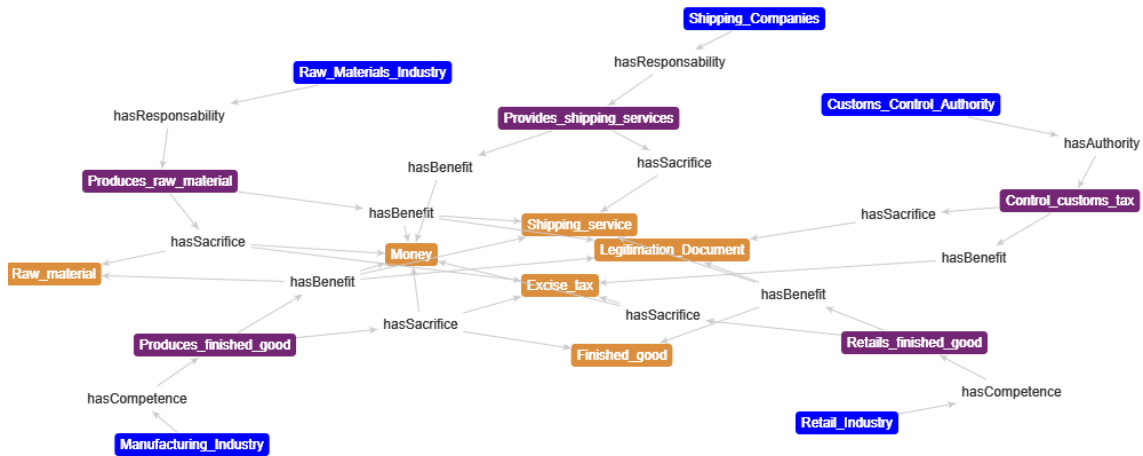 Shipping_Companies
hasResponsability
Raw_Materials_Industry
Customs_Control_Authority
hasResponsability
Provides_shipping_services
hasAuthority
hasBenefit
hasSacrifice
Produces_raw_material
Control_customs_tax
hasBenefit
hasSacrifice
Shipping_service
hasSacrifice
Money
Legitimation_Document
Raw_material
hasBenefit
hasBenefit
Excise_tax
hasBenefit
hasSacrifice
hasSacrifice
Produces_finished_good
Retails_finished_good
Finished_good
hasCompetence
hasCompetence
Retail_Industry
Manufacturing_Industry